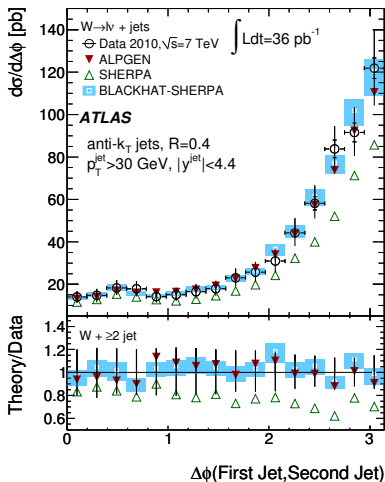 dσ/dΔϕ [pb]
W→lν + jets
Data 2010,√s=7 TeV
ALPGEN
SHERPA
BLACKHAT-SHERPA
∫Ldt=36 pb⁻¹
ATLAS
anti-k_T jets, R=0.4
p_T^jet>30 GeV, |y^jet|<4.4
140
120
100
80
60
40
20
Theory/Data
W + ≥2 jet
1.4
1.2
1.0
0.8
0.6
0 1 2 3
Δϕ(First Jet,Second Jet)